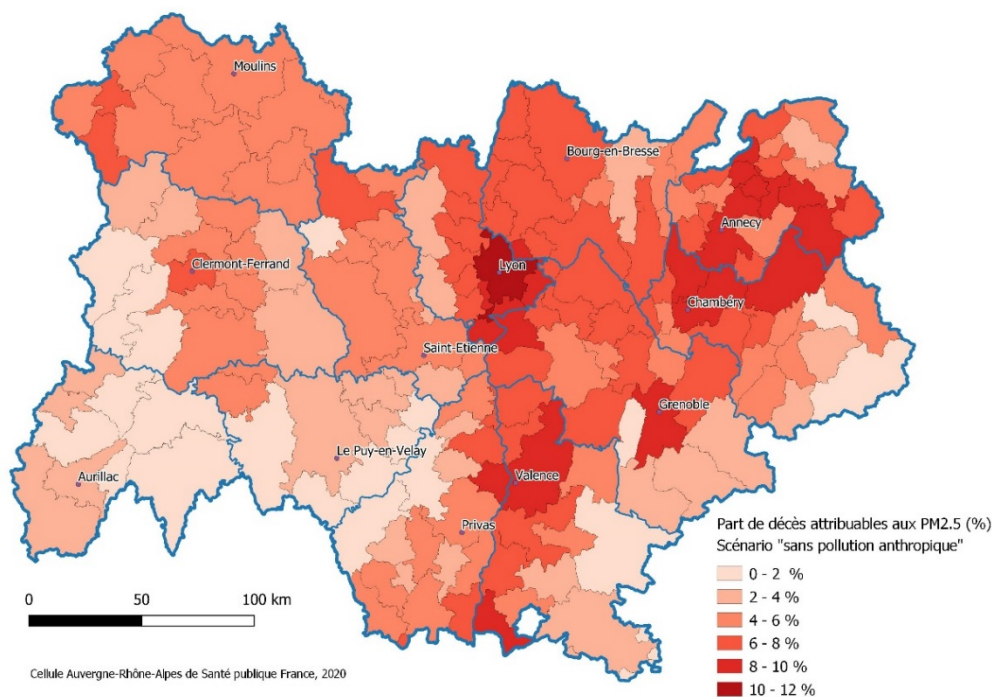 Moulins
Bourg-en-Bresse
Annecy
Clermont-Ferrand
Lyon
Chambéry
Saint-Etienne
Grenoble
Le Puy-en-Velay
Aurillac
Valence
Privas
Part de décès attribuables aux PM2.5 (%)
Scénario "sans pollution anthropique"
0 - 2 %
2 - 4 %
4 - 6 %
6 - 8 %
8 - 10 %
10 - 12 %
0 50 100 km
Cellule Auvergne-Rhône-Alpes de Santé publique France, 2020